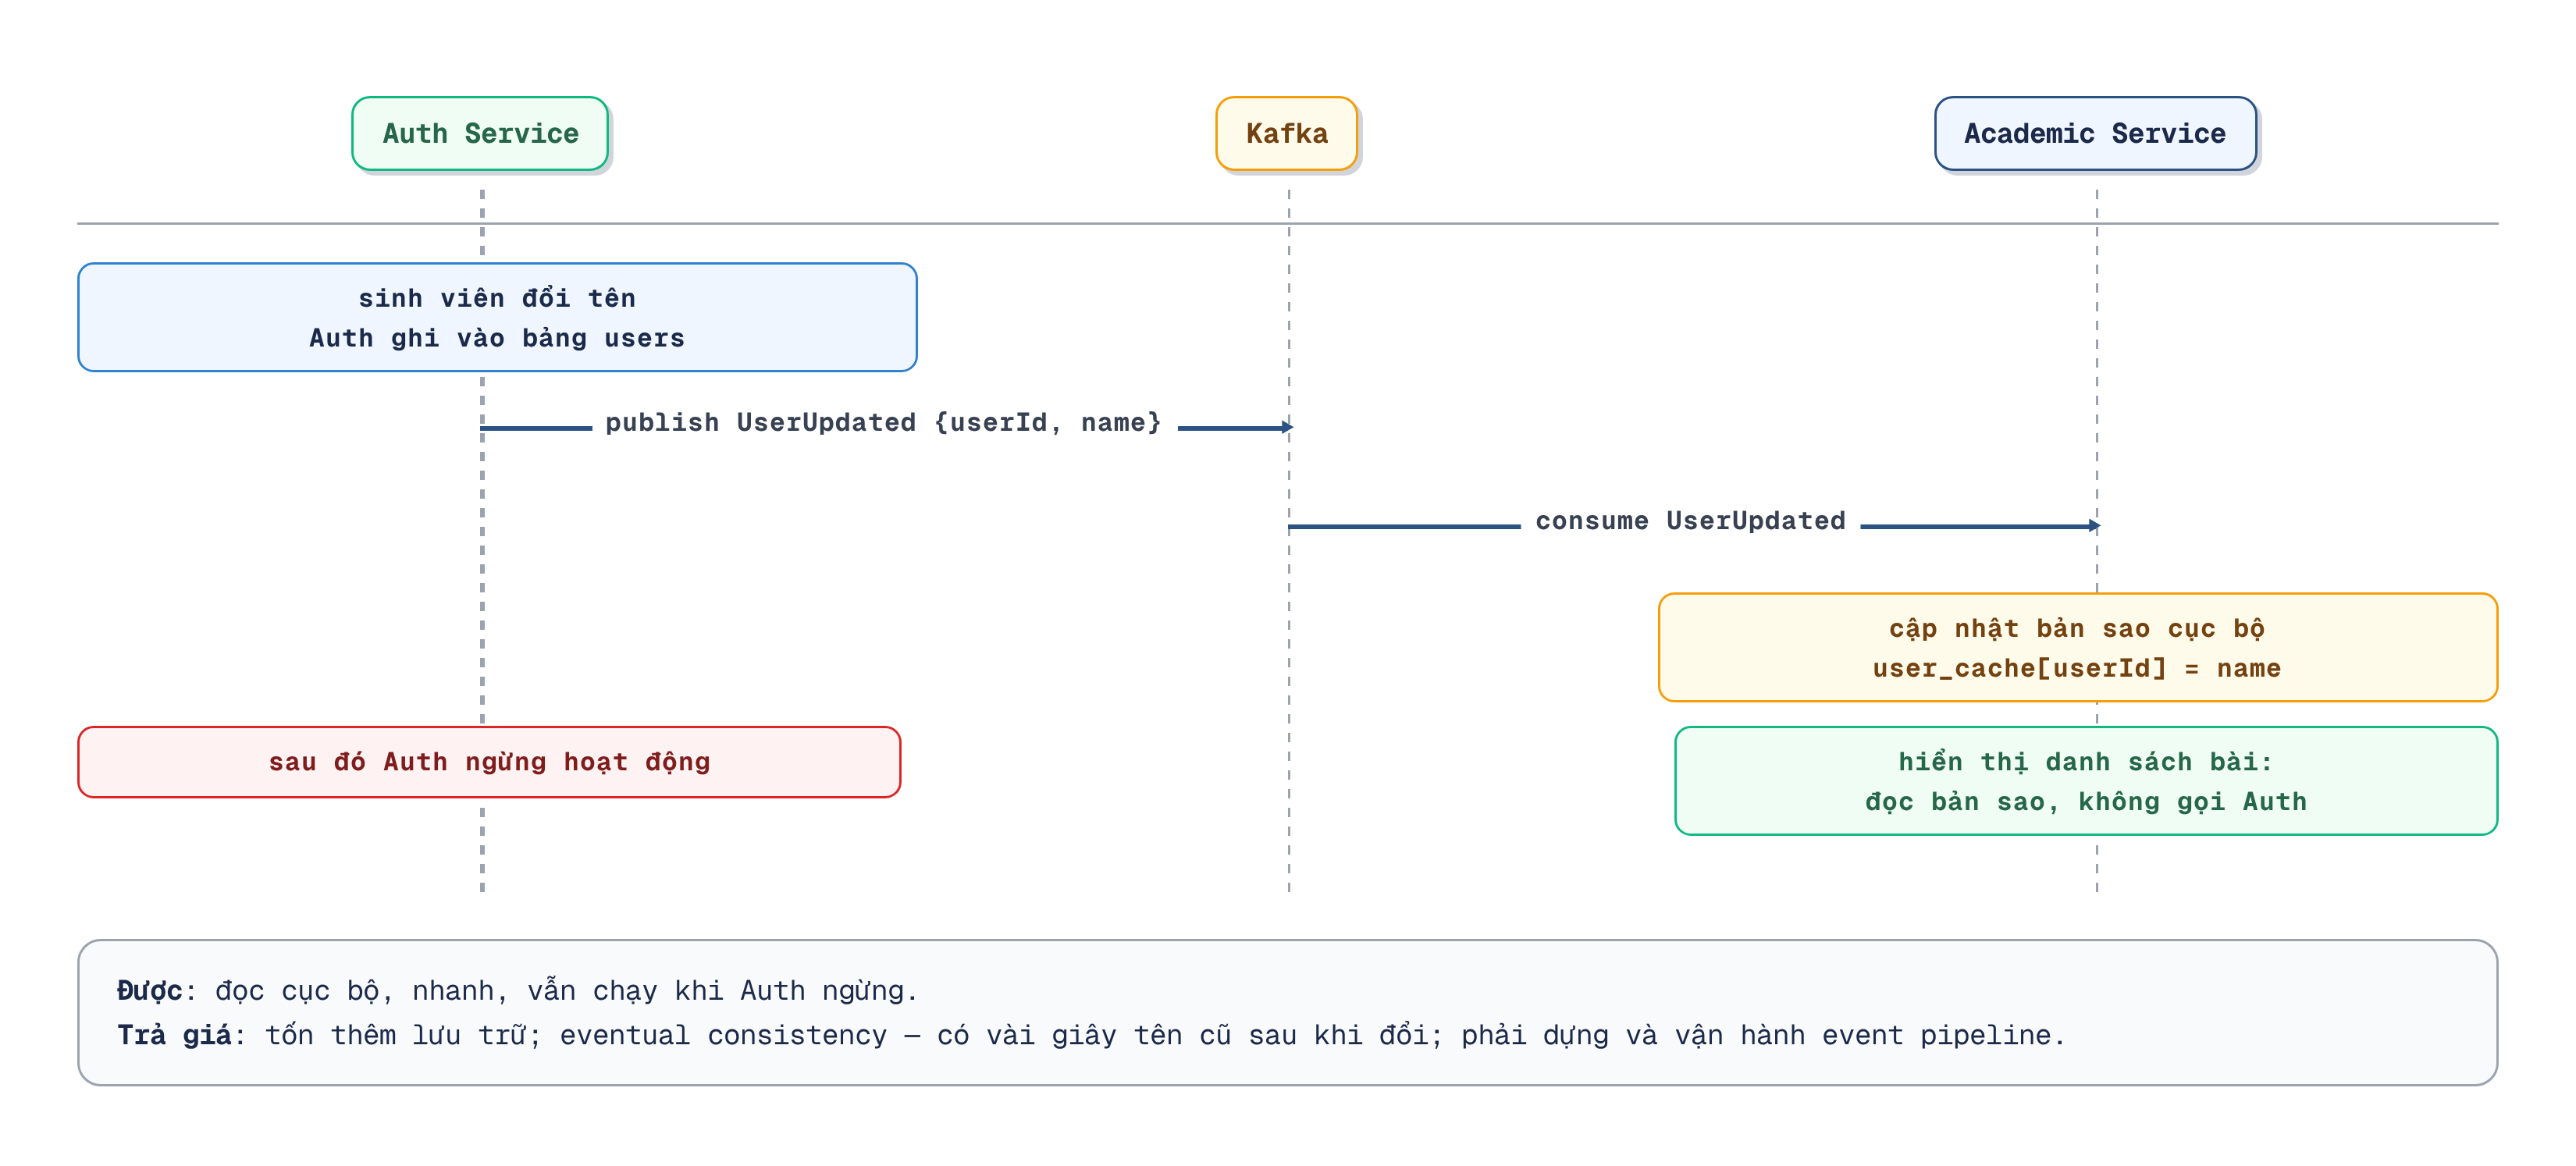 Auth Service
Kafka
Academic Service
sinh viên đổi tên
Auth ghi vào bảng users
publish UserUpdated {userId, name}
consume UserUpdated
cập nhật bản sao cục bộ
user_cache[userId] = name
sau đó Auth ngừng hoạt động
hiển thị danh sách bài:
đọc bản sao, không gọi Auth
Được: đọc cục bộ, nhanh, vẫn chạy khi Auth ngừng.
Trả giá: tốn thêm lưu trữ; eventual consistency — có vài giây tên cũ sau khi đổi; phải dựng và vận hành event pipeline.